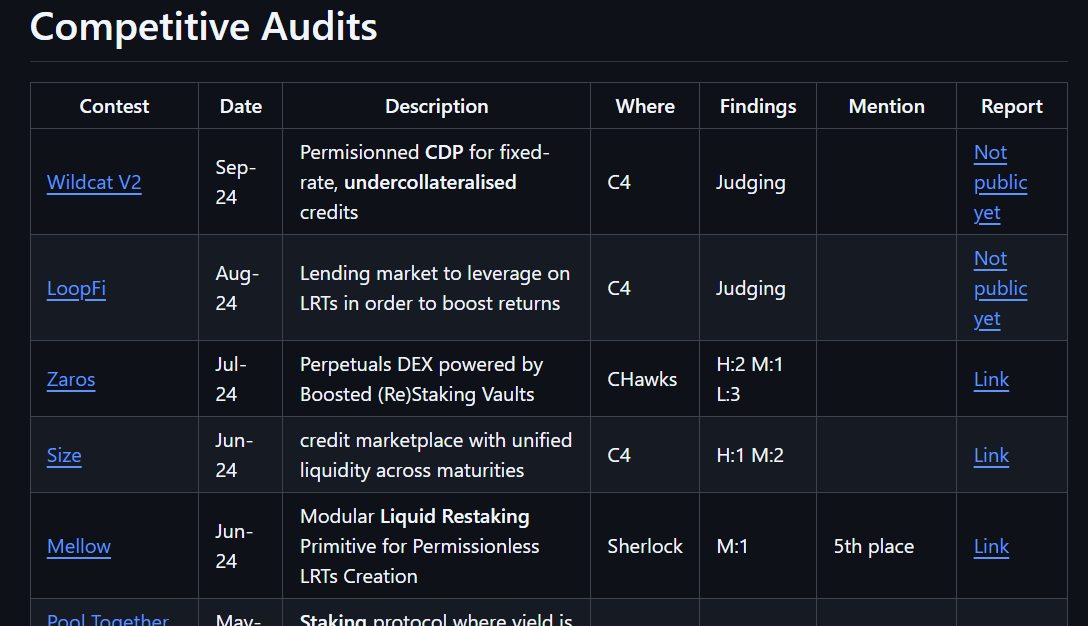 Competitive Audits
Contest Date Description Where Findings Mention Report
Wildcat V2
Sep-
24
Permisionned CDP for fixed-
rate, undercollateralised
credits
C4
Judging
Not
public
yet
LoopFi
Aug-
24
Lending market to leverage on
LRTs in order to boost returns
C4
Judging
Not
public
yet
Zaros
Jul-
24
Perpetuals DEX powered by
Boosted (Re)Staking Vaults
CHawks
H:2 M:1
L:3
Link
Size
Jun-
24
credit marketplace with unified
liquidity across maturities
C4
H:1 M:2
Link
Mellow
Jun-
24
Modular Liquid Restaking
Primitive for Permissionless
LRTs Creation
Sherlock
M:1
5th place
Link
Pool Together
May-
Staking protocol where yield is